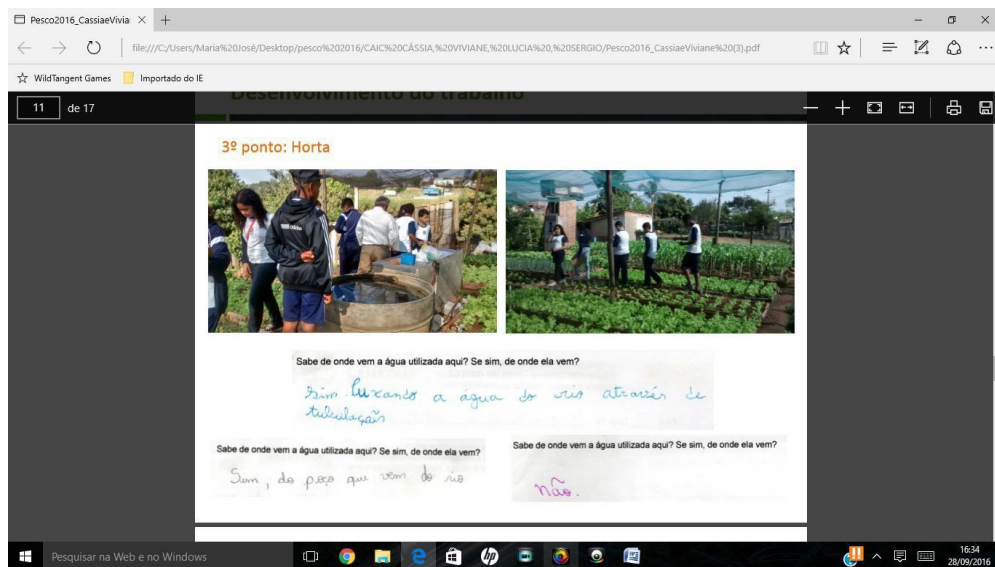 Pesco2016_CassiaeVivia
file:///C:/Users/Maria%20José/Desktop/pesco%202016/CAIC%20CÁSSIA,%20VIVIANE,%20LUCIA%20,%20SERGIO/Pesco2016_CassiaeViviane%20(3).pdf
WildTangent Games
Importado do IE
11 de 17
Desenvolvimento do trabalho
3º ponto: Horta
Sabe de onde vem a água utilizada aqui? Se sim, de onde ela vem?
Sim. Puxando a água do rio através de
tubulação
Sabe de onde vem a água utilizada aqui? Se sim, de onde ela vem?
Sim, do poço que vem do rio
Sabe de onde vem a água utilizada aqui? Se sim, de onde ela vem?
Não.
Pesquisar na Web e no Windows
hp
16:34
28/09/2016